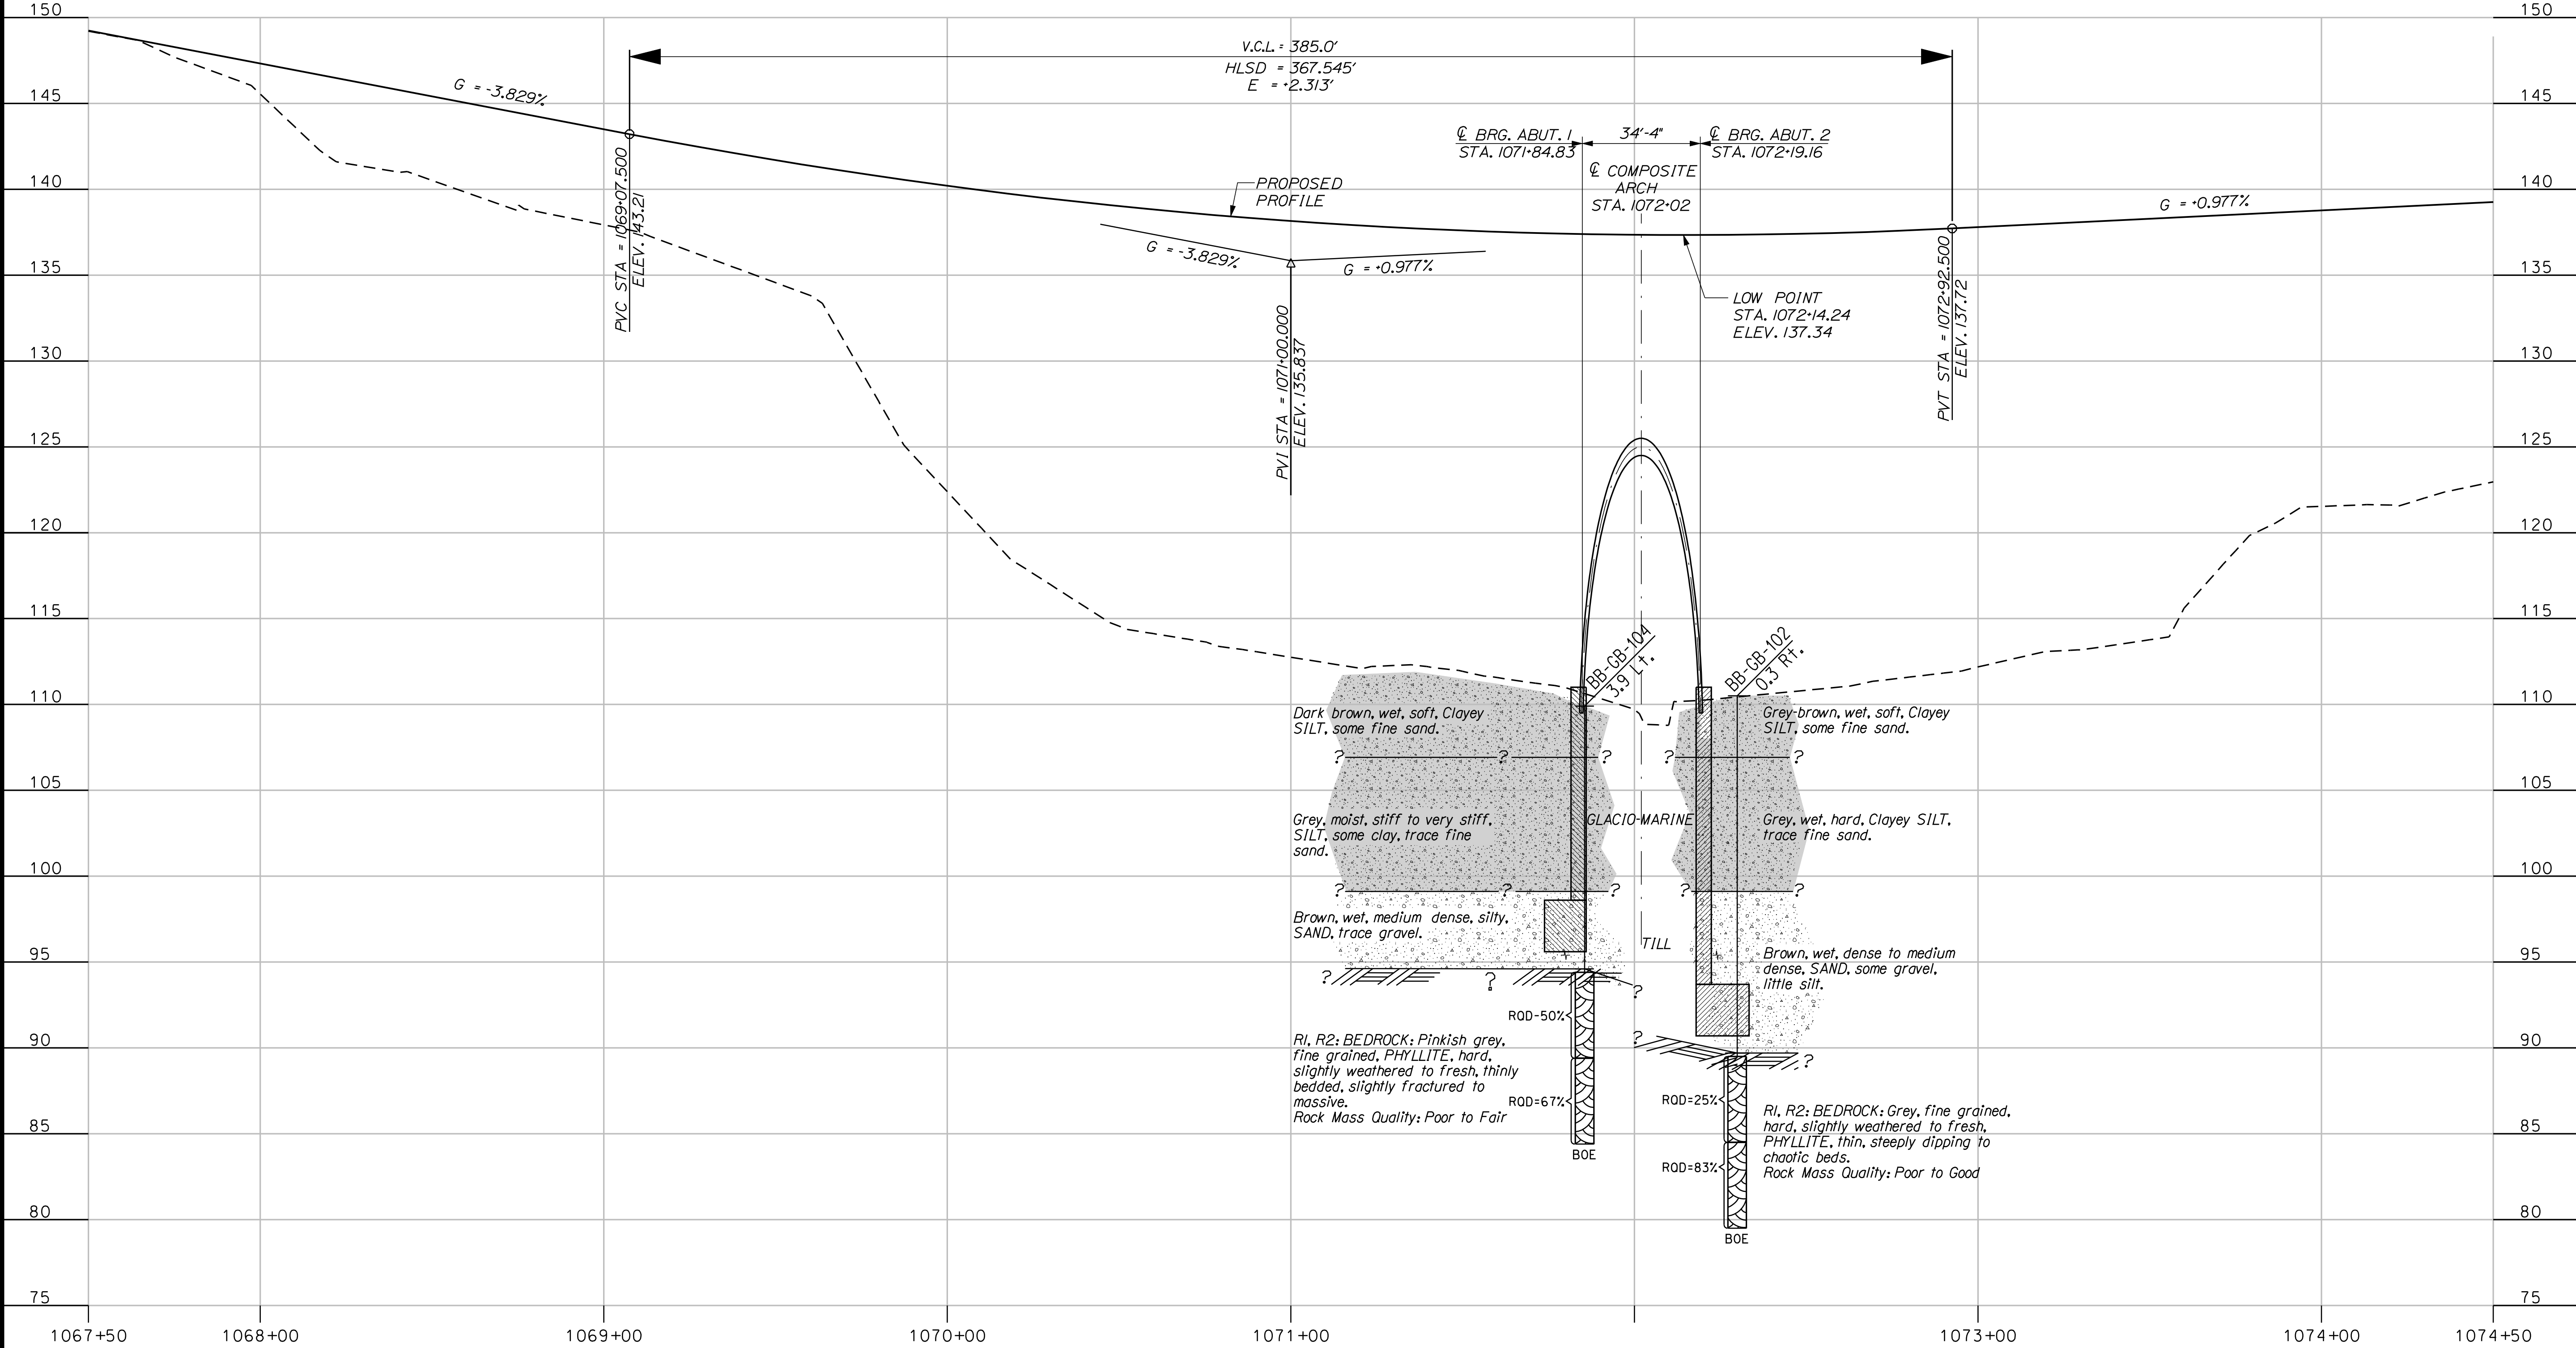 150
150
V.C.L. = 385.0'
HLSD = 367.545'
E = +2.313'
G = -3.829%
145
145
℄ BRG. ABUT. 1
STA. 1071+84.83
34'-4"
℄ BRG. ABUT. 2
STA. 1072+19.16
℄ COMPOSITE
ARCH
STA. 1072+02
140
140
PVC STA = 1069+07.500
ELEV. 143.21
PROPOSED
PROFILE
G = +0.977%
G = -3.829%
G = +0.977%
135
135
LOW POINT
STA. 1072+14.24
ELEV. 137.34
PVI STA = 1071+00.000
ELEV. 135.837
PVT STA = 1072+92.500
ELEV. 137.72
130
130
125
125
120
120
115
115
BB-GB-104
3.9 Lt.
BB-GB-102
0.3 Rt.
110
110
Dark brown, wet, soft, Clayey
SILT, some fine sand.
Grey-brown, wet, soft, Clayey
SILT, some fine sand.
? ? ? ? ?
105
105
Grey, moist, stiff to very stiff,
SILT, some clay, trace fine
sand.
GLACIO-MARINE
Grey, wet, hard, Clayey SILT,
trace fine sand.
100
100
? ? ? ? ?
Brown, wet, medium dense, silty,
SAND, trace gravel.
TILL
Brown, wet, dense to medium
dense, SAND, some gravel,
little silt.
95
95
? ? ?
RQD-50%
R1, R2: BEDROCK: Pinkish grey,
fine grained, PHYLLITE, hard,
slightly weathered to fresh, thinly
bedded, slightly fractured to
massive.
Rock Mass Quality: Poor to Fair
RQD=67%
BOE
90
90
? ?
RQD=25%
RQD=83%
R1, R2: BEDROCK: Grey, fine grained,
hard, slightly weathered to fresh,
PHYLLITE, thin, steeply dipping to
chaotic beds.
Rock Mass Quality: Poor to Good
BOE
85
85
80
80
75
75
1067+50
1068+00
1069+00
1070+00
1071+00
1073+00
1074+00
1074+50